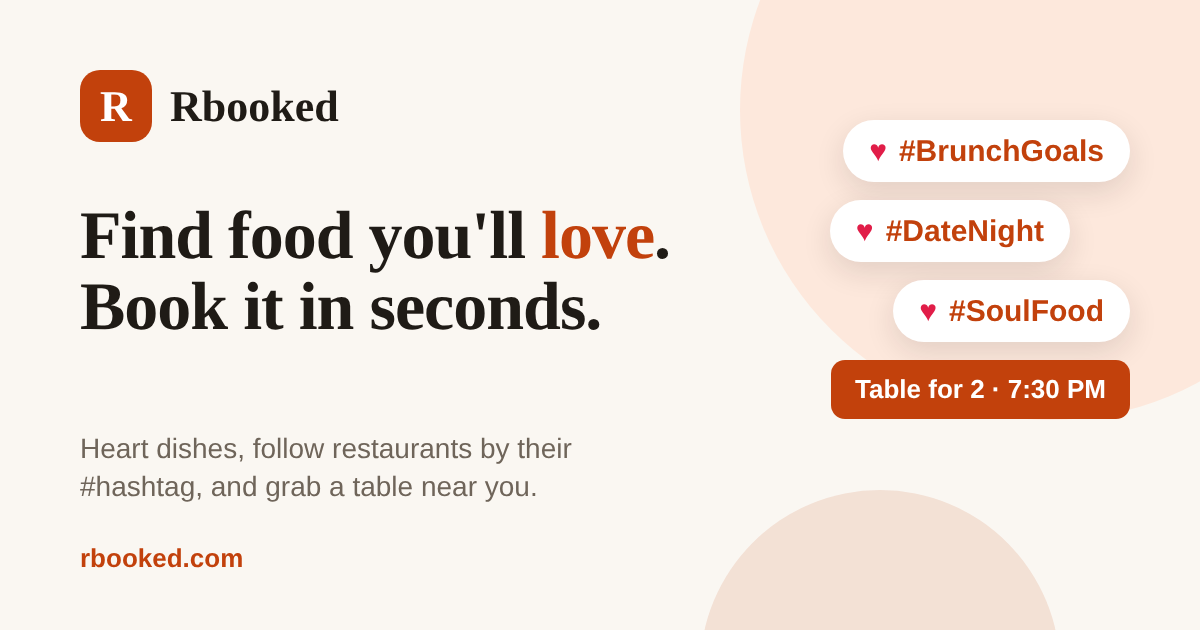 R Rbooked
Find food you'll love.
Book it in seconds.
Heart dishes, follow restaurants by their
#hashtag, and grab a table near you.
rbooked.com
♥ #BrunchGoals
♥ #DateNight
♥ #SoulFood
Table for 2 · 7:30 PM